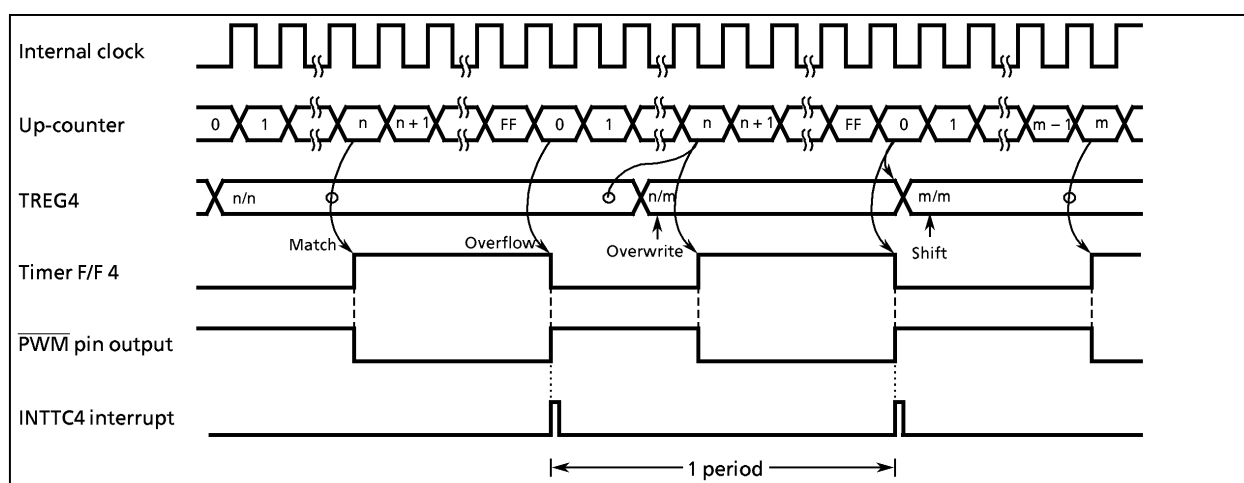 Internal clock
Up-counter
0 1 n n + 1 FF 0 1 n n + 1 FF 0 1 m – 1 m
TREG4
n/n n/m m/m
Match Overflow Overwrite Shift
Timer F/F 4
PWM pin output
INTTC4 interrupt
1 period